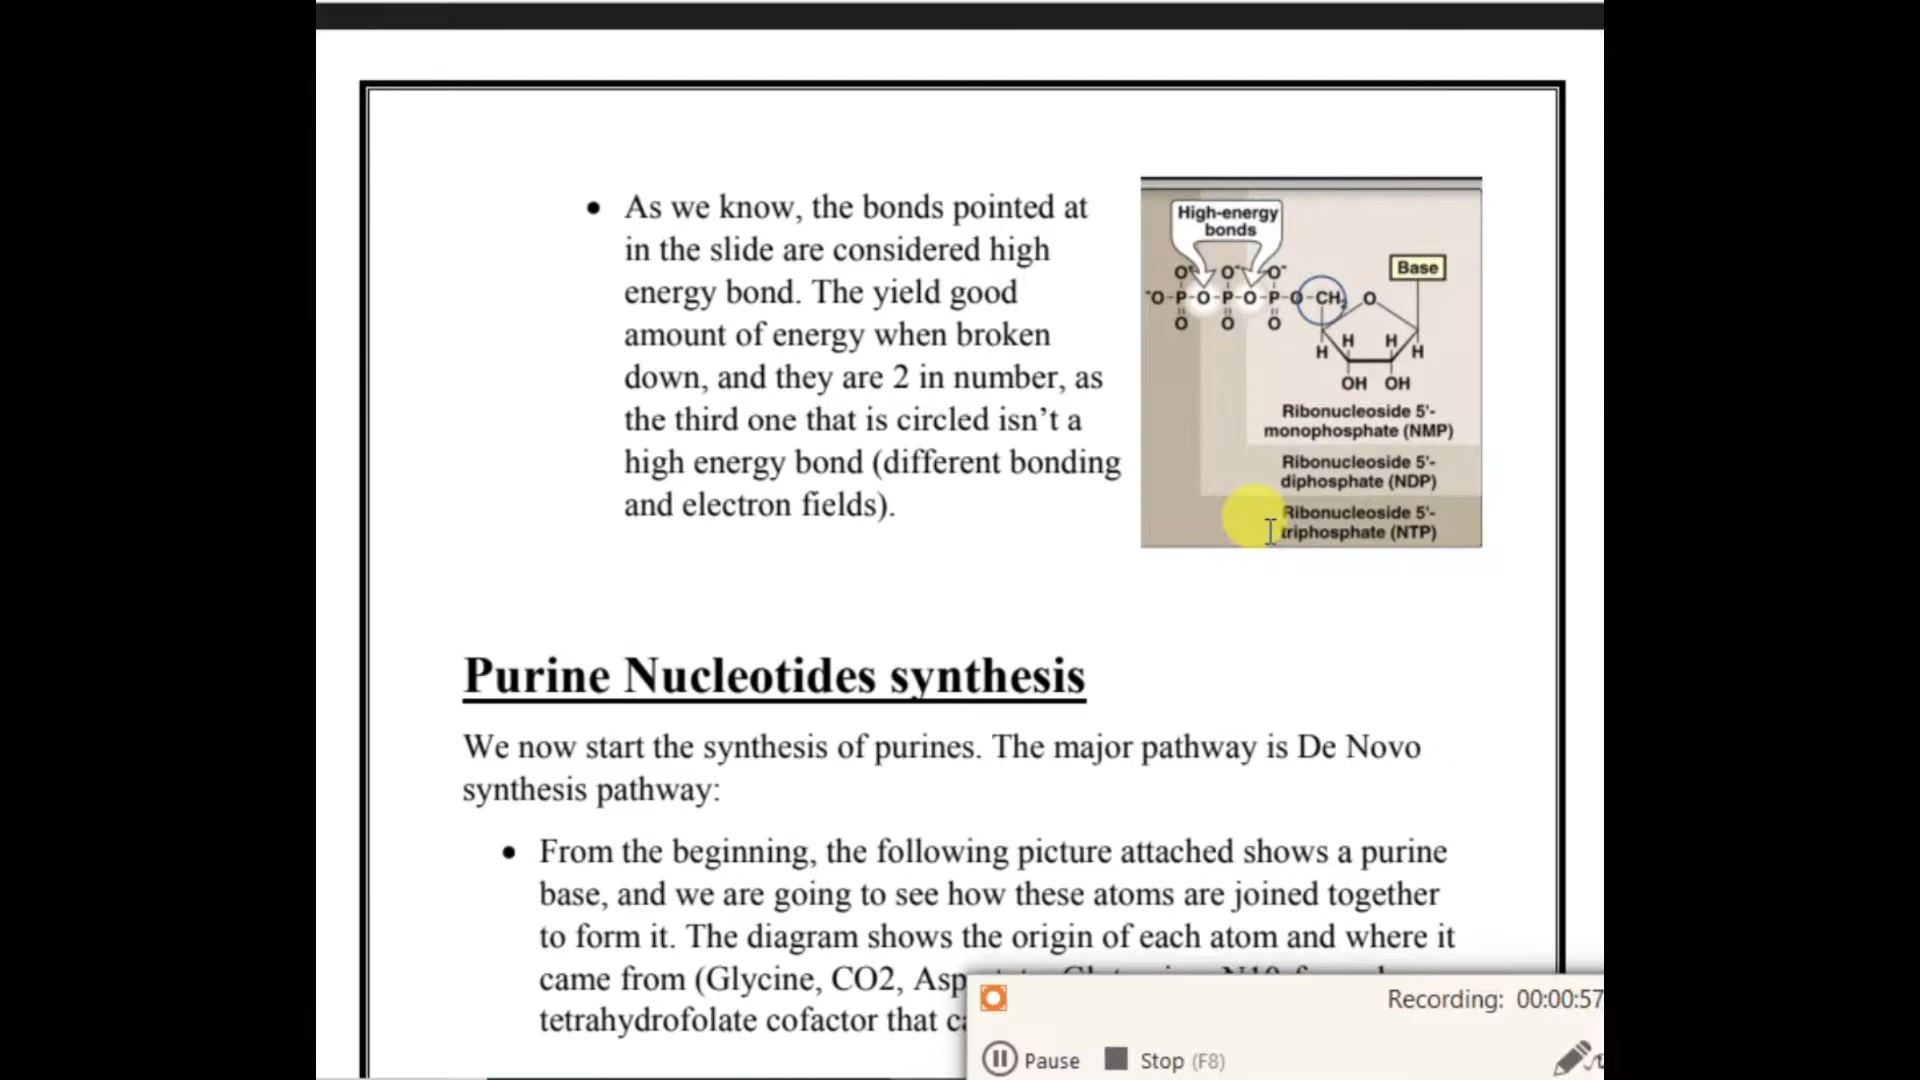 • As we know, the bonds pointed at
in the slide are considered high
energy bond. The yield good
amount of energy when broken
down, and they are 2 in number, as
the third one that is circled isn’t a
high energy bond (different bonding
and electron fields).
High-energy
bonds
Base
O⁻ O⁻ O⁻
⁻O-P-O-P-O-P-O-CH₂ O
O O O
H H H H
OH OH
Ribonucleoside 5'-
monophosphate (NMP)
Ribonucleoside 5'-
diphosphate (NDP)
Ribonucleoside 5'-
triphosphate (NTP)
Purine Nucleotides synthesis
We now start the synthesis of purines. The major pathway is De Novo
synthesis pathway:
• From the beginning, the following picture attached shows a purine
base, and we are going to see how these atoms are joined together
to form it. The diagram shows the origin of each atom and where it
came from (Glycine, CO2,
tetrahydrofolate cofactor that
Recording: 00:00:57
Pause Stop (F8)